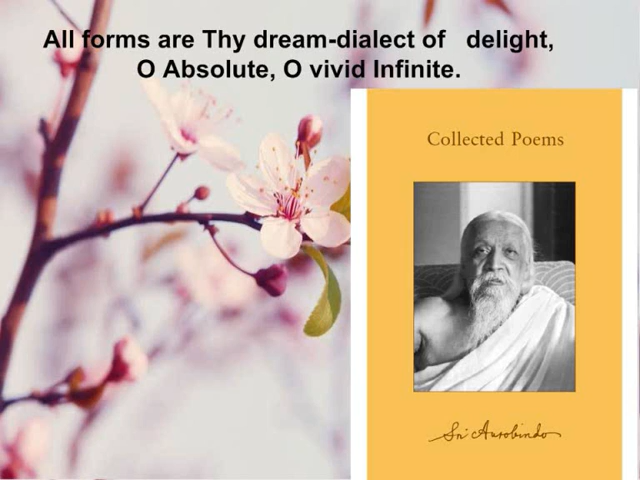 All forms are Thy dream-dialect of delight,
O Absolute, O vivid Infinite.
Collected Poems
Sri Aurobindo